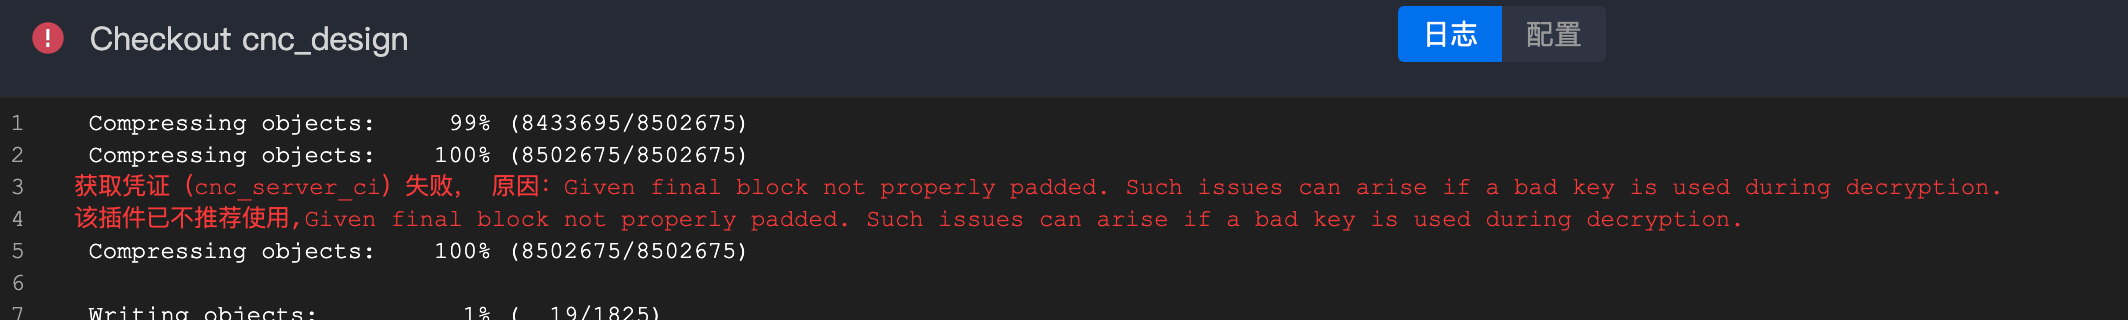 Checkout cnc_design
日志 配置
1 Compressing objects: 99% (8433695/8502675)
2 Compressing objects: 100% (8502675/8502675)
3 获取凭证（cnc_server_ci）失败， 原因：Given final block not properly padded. Such issues can arise if a bad key is used during decryption.
4 该插件已不推荐使用,Given final block not properly padded. Such issues can arise if a bad key is used during decryption.
5 Compressing objects: 100% (8502675/8502675)
6
7 Writing objects: 1% ( 19/1825)